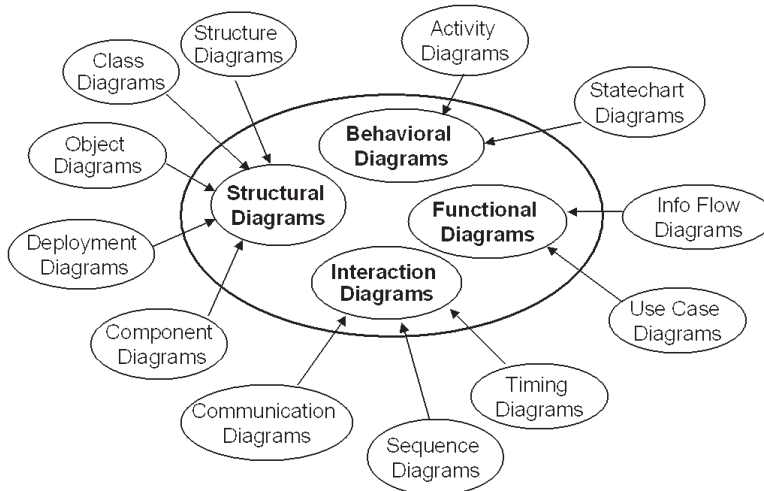 Structure
Diagrams
Activity
Diagrams
Class
Diagrams
Statechart
Diagrams
Behavioral
Diagrams
Object
Diagrams
Structural
Diagrams
Functional
Diagrams
Info Flow
Diagrams
Deployment
Diagrams
Interaction
Diagrams
Component
Diagrams
Use Case
Diagrams
Timing
Diagrams
Communication
Diagrams
Sequence
Diagrams